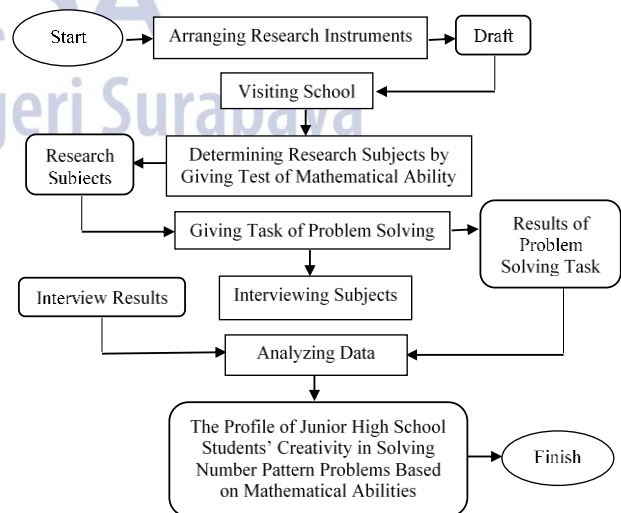 Start
Arranging Research Instruments
Draft
Visiting School
geri Surabaya
Research
Subjects
Determining Research Subjects by
Giving Test of Mathematical Ability
Giving Task of Problem Solving
Results of
Problem
Solving Task
Interview Results
Interviewing Subjects
Analyzing Data
The Profile of Junior High School
Students’ Creativity in Solving
Number Pattern Problems Based
on Mathematical Abilities
Finish